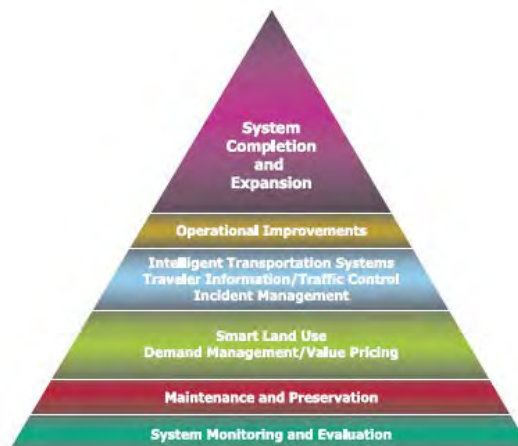 System
Completion
and
Expansion
Operational Improvements
Intelligent Transportation Systems
Traveler Information/Traffic Control
Incident Management
Smart Land Use
Demand Management/Value Pricing
Maintenance and Preservation
System Monitoring and Evaluation